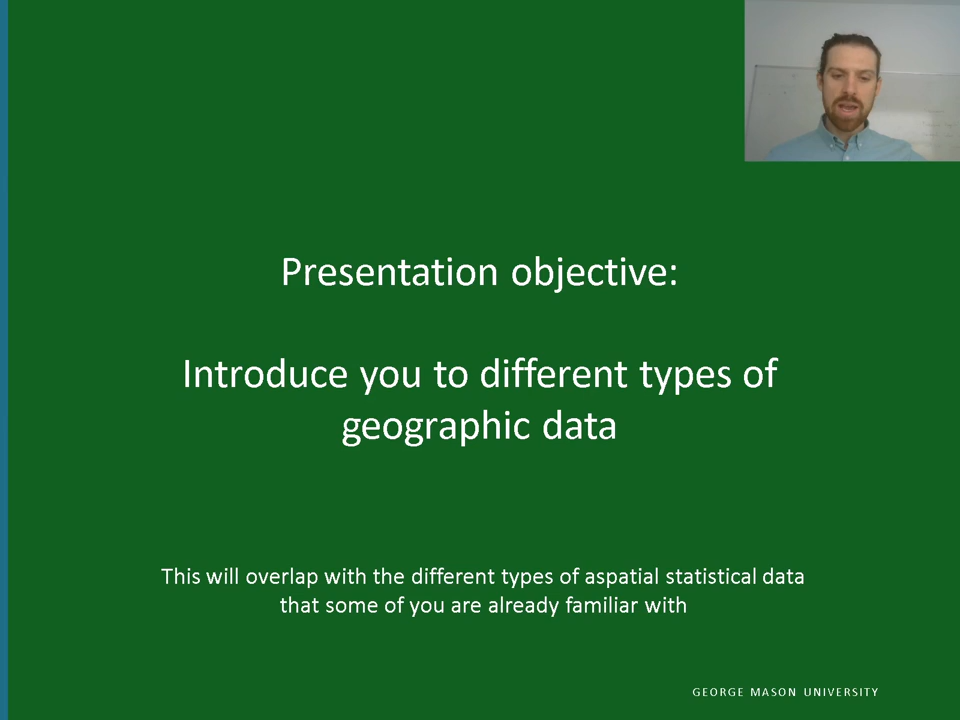 Presentation objective:
Introduce you to different types of
geographic data
This will overlap with the different types of aspatial statistical data
that some of you are already familiar with
GEORGE MASON UNIVERSITY